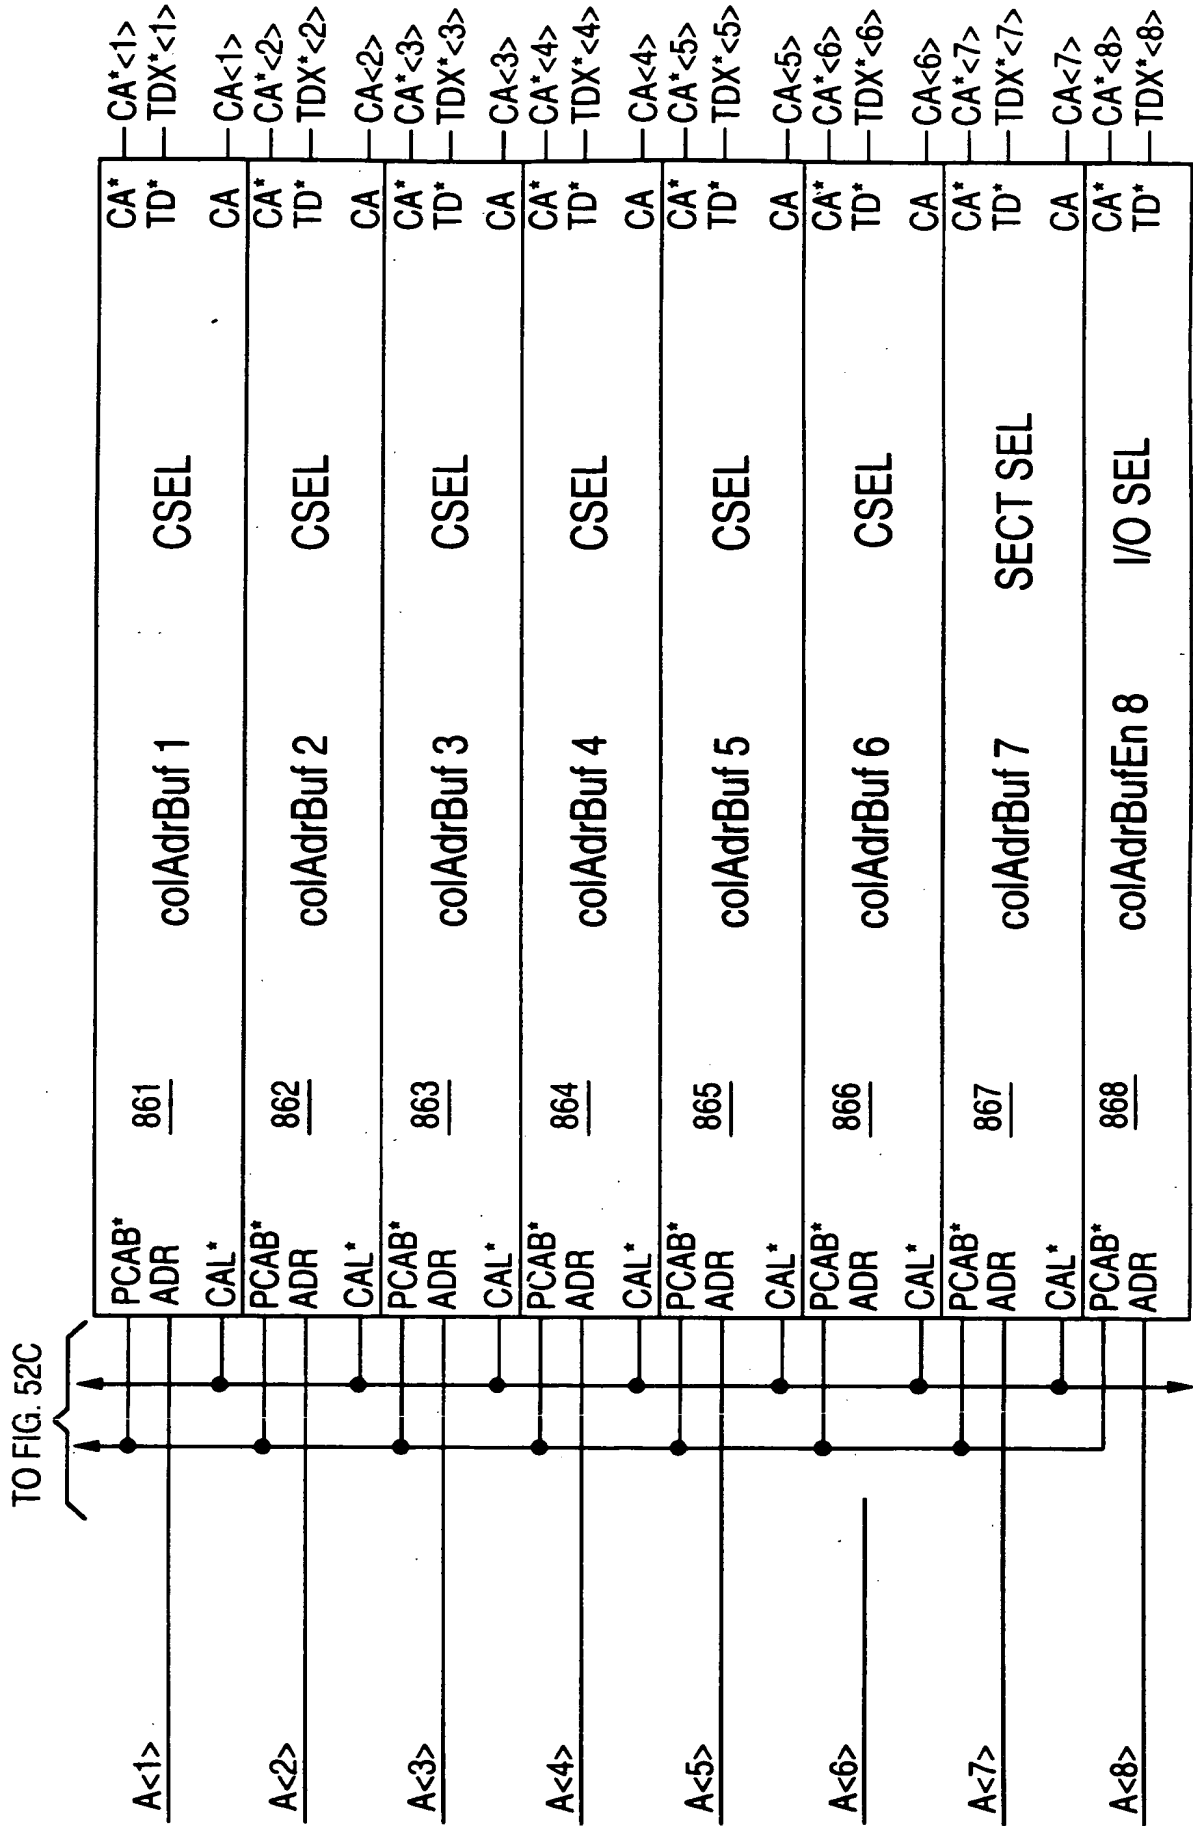 TO FIG. 52C
A<1>
PCAB*
ADR
CAL*
861
colAdrBuf 1
CSEL
CA*
TD*
CA
CA*<1>
TDX*<1>
CA<1>
A<2>
PCAB*
ADR
CAL*
862
colAdrBuf 2
CSEL
CA*
TD*
CA
CA*<2>
TDX*<2>
CA<2>
A<3>
PCAB*
ADR
CAL*
863
colAdrBuf 3
CSEL
CA*
TD*
CA
CA*<3>
TDX*<3>
CA<3>
A<4>
PCAB*
ADR
CAL*
864
colAdrBuf 4
CSEL
CA*
TD*
CA
CA*<4>
TDX*<4>
CA<4>
A<5>
PCAB*
ADR
CAL*
865
colAdrBuf 5
CSEL
CA*
TD*
CA
CA*<5>
TDX*<5>
CA<5>
A<6>
PCAB*
ADR
CAL*
866
colAdrBuf 6
CSEL
CA*
TD*
CA
CA*<6>
TDX*<6>
CA<6>
A<7>
PCAB*
ADR
CAL*
867
colAdrBuf 7
SECT SEL
CA*
TD*
CA
CA*<7>
TDX*<7>
CA<7>
A<8>
PCAB*
ADR
868
colAdrBufEn 8
I/O SEL
CA*
TD*
CA*<8>
TDX*<8>